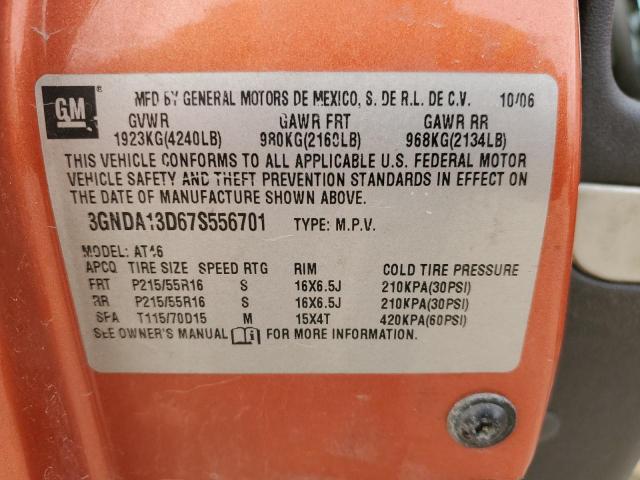 GM ®
MFD BY GENERAL MOTORS DE MEXICO, S. DE R.L. DE C.V. 10/06
GVWR GAWR FRT GAWR RR
1923KG(4240LB) 980KG(2160LB) 968KG(2134LB)
THIS VEHICLE CONFORMS TO ALL APPLICABLE U.S. FEDERAL MOTOR
VEHICLE SAFETY AND THEFT PREVENTION STANDARDS IN EFFECT ON
THE DATE OF MANUFACTURE SHOWN ABOVE.
3GNDA13D67S556701 TYPE: M.P.V.
MODEL: AT46
APCQ TIRE SIZE SPEED RTG RIM COLD TIRE PRESSURE
FRT P215/55R16 S 16X6.5J 210KPA(30PSI)
RR P215/55R16 S 16X6.5J 210KPA(30PSI)
SPA T115/70D15 M 15X4T 420KPA(60PSI)
SEE OWNER'S MANUAL FOR MORE INFORMATION.